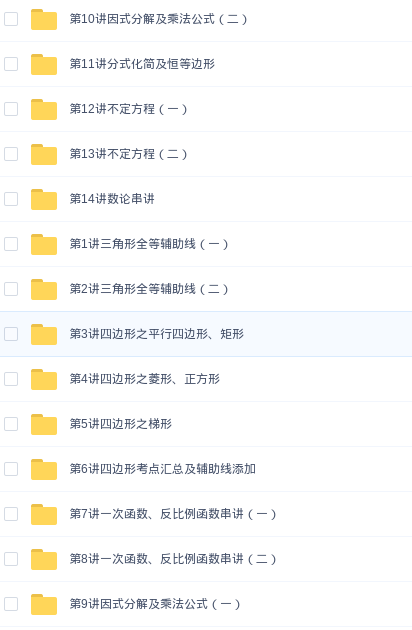 第10讲因式分解及乘法公式（二）
第11讲分式化简及恒等边形
第12讲不定方程（一）
第13讲不定方程（二）
第14讲数论串讲
第1讲三角形全等辅助线（一）
第2讲三角形全等辅助线（二）
第3讲四边形之平行四边形、矩形
第4讲四边形之菱形、正方形
第5讲四边形之梯形
第6讲四边形考点汇总及辅助线添加
第7讲一次函数、反比例函数串讲（一）
第8讲一次函数、反比例函数串讲（二）
第9讲因式分解及乘法公式（一）